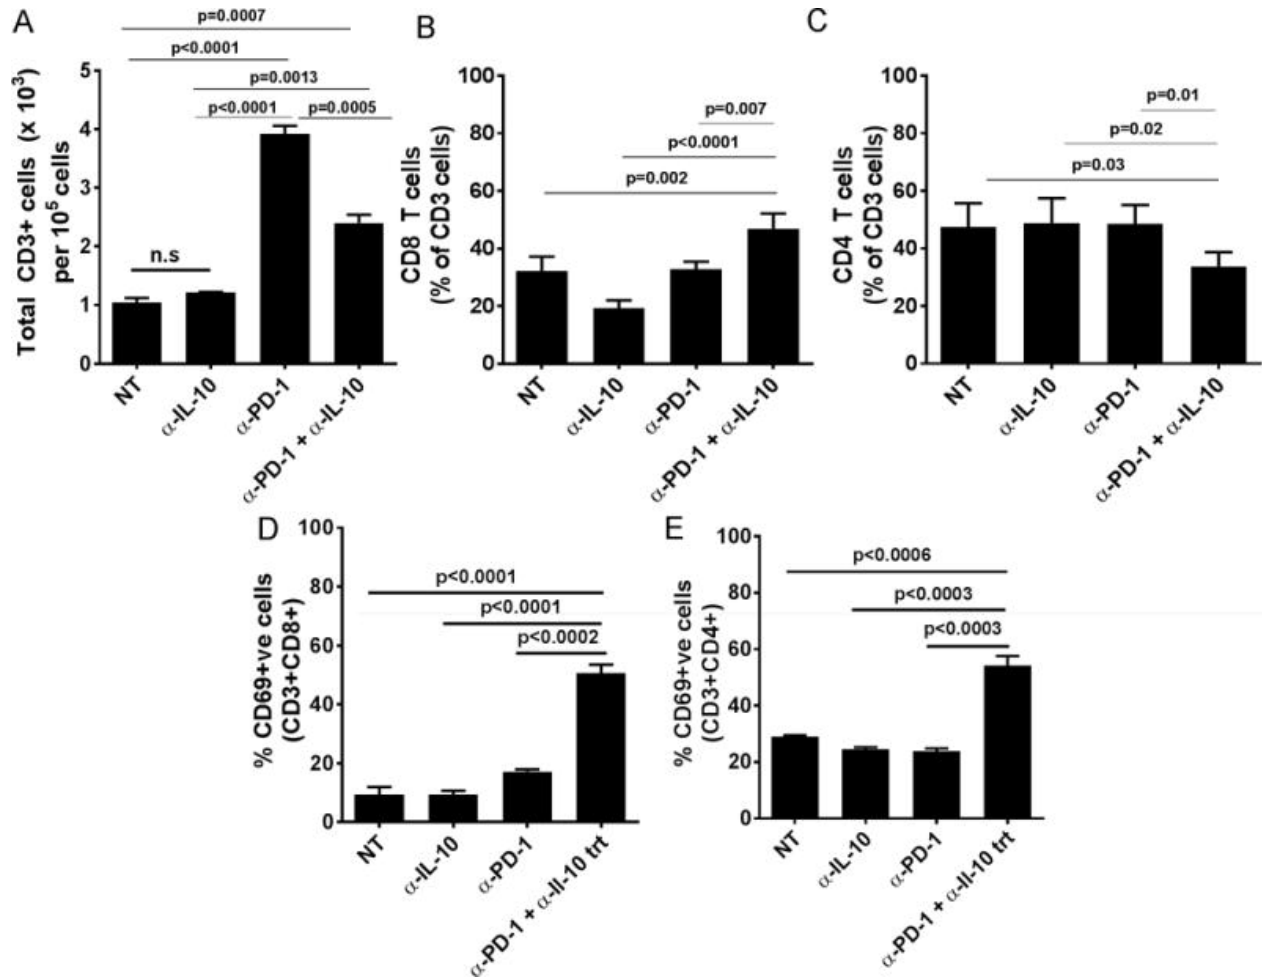 A
p=0.0007
p<0.0001
p=0.0013
p<0.0001
p=0.0005
n.s
Total CD3+ cells (x 10³)
per 10⁵ cells
5
4
3
2
1
0
NT
α-IL-10
α-PD-1
α-PD-1 + α-IL-10
B
p=0.007
p<0.0001
p=0.002
CD8 T cells
(% of CD3 cells)
100
80
60
40
20
0
NT
α-IL-10
α-PD-1
α-PD-1 + α-IL-10
C
p=0.01
p=0.02
p=0.03
CD4 T cells
(% of CD3 cells)
100
80
60
40
20
0
NT
α-IL-10
α-PD-1
α-PD-1 + α-IL-10
D
p<0.0001
p<0.0001
p<0.0002
% CD69+ve cells
(CD3+CD8+)
100
80
60
40
20
0
NT
α-IL-10
α-PD-1
α-PD-1 + α-Il-10 trt
E
p<0.0006
p<0.0003
p<0.0003
% CD69+ve cells
(CD3+CD4+)
100
80
60
40
20
0
NT
α-IL-10
α-PD-1
α-PD-1 + α-Il-10 trt